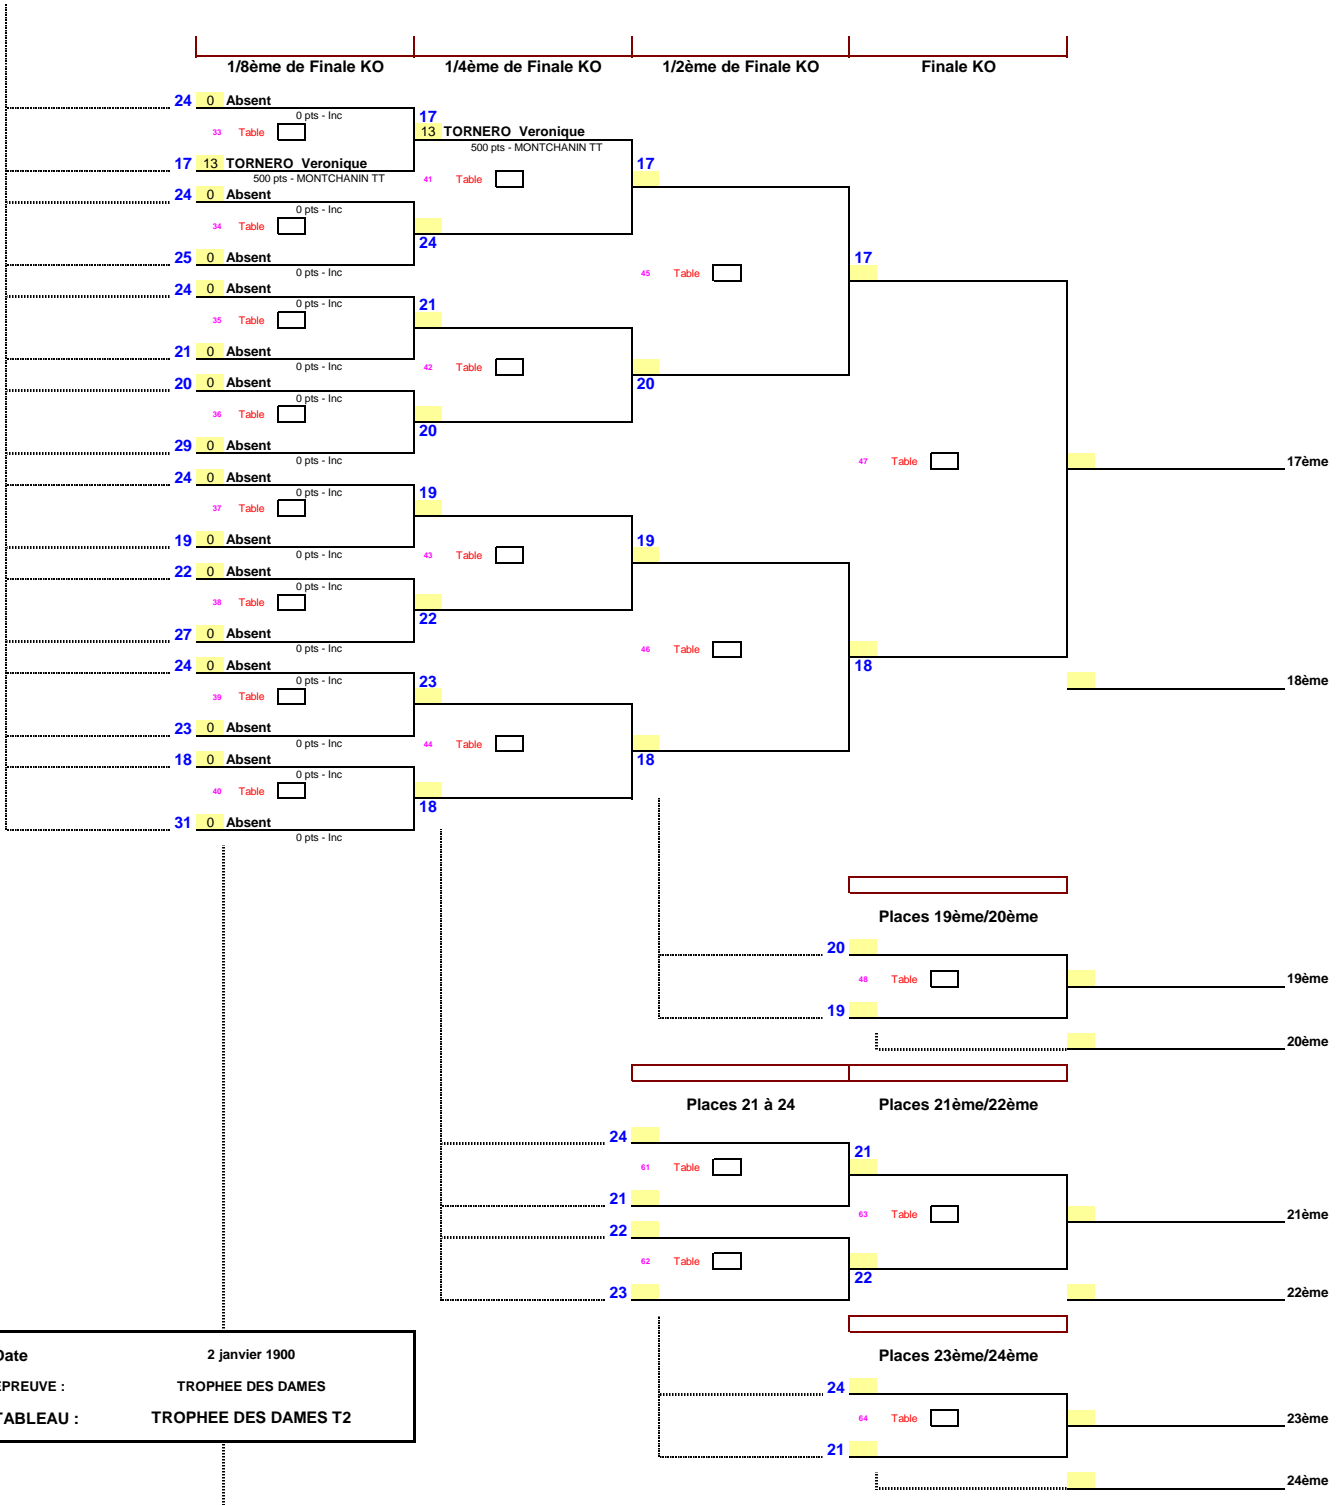 1/8ème de Finale KO 1/4ème de Finale KO 1/2ème de Finale KO Finale KO
24 0 Absent
0 pts - Inc
17
33 Table
13 TORNERO Veronique
500 pts - MONTCHANIN TT
17 13 TORNERO Veronique
17
500 pts - MONTCHANIN TT
41 Table
24 0 Absent
0 pts - Inc
34 Table
24
25 0 Absent
17
0 pts - Inc
45 Table
24 0 Absent
0 pts - Inc
21
35 Table
21 0 Absent
0 pts - Inc
42 Table
20 0 Absent
20
0 pts - Inc
36 Table
20
29 0 Absent
0 pts - Inc
47 Table
17ème
24 0 Absent
0 pts - Inc
19
37 Table
19 0 Absent
19
0 pts - Inc
43 Table
22 0 Absent
0 pts - Inc
38 Table
22
27 0 Absent
0 pts - Inc
46 Table
24 0 Absent
18
0 pts - Inc
23
18ème
39 Table
23 0 Absent
0 pts - Inc
44 Table
18 0 Absent
18
0 pts - Inc
40 Table
18
31 0 Absent
0 pts - Inc
Places 19ème/20ème
20
48 Table
19ème
19
20ème
Places 21 à 24 Places 21ème/22ème
24
21
61 Table
21
63 Table
21ème
22
62 Table
22
23
22ème
Date 2 janvier 1900
Places 23ème/24ème
EPREUVE : TROPHEE DES DAMES
24
TABLEAU : TROPHEE DES DAMES T2
64 Table
23ème
21
24ème